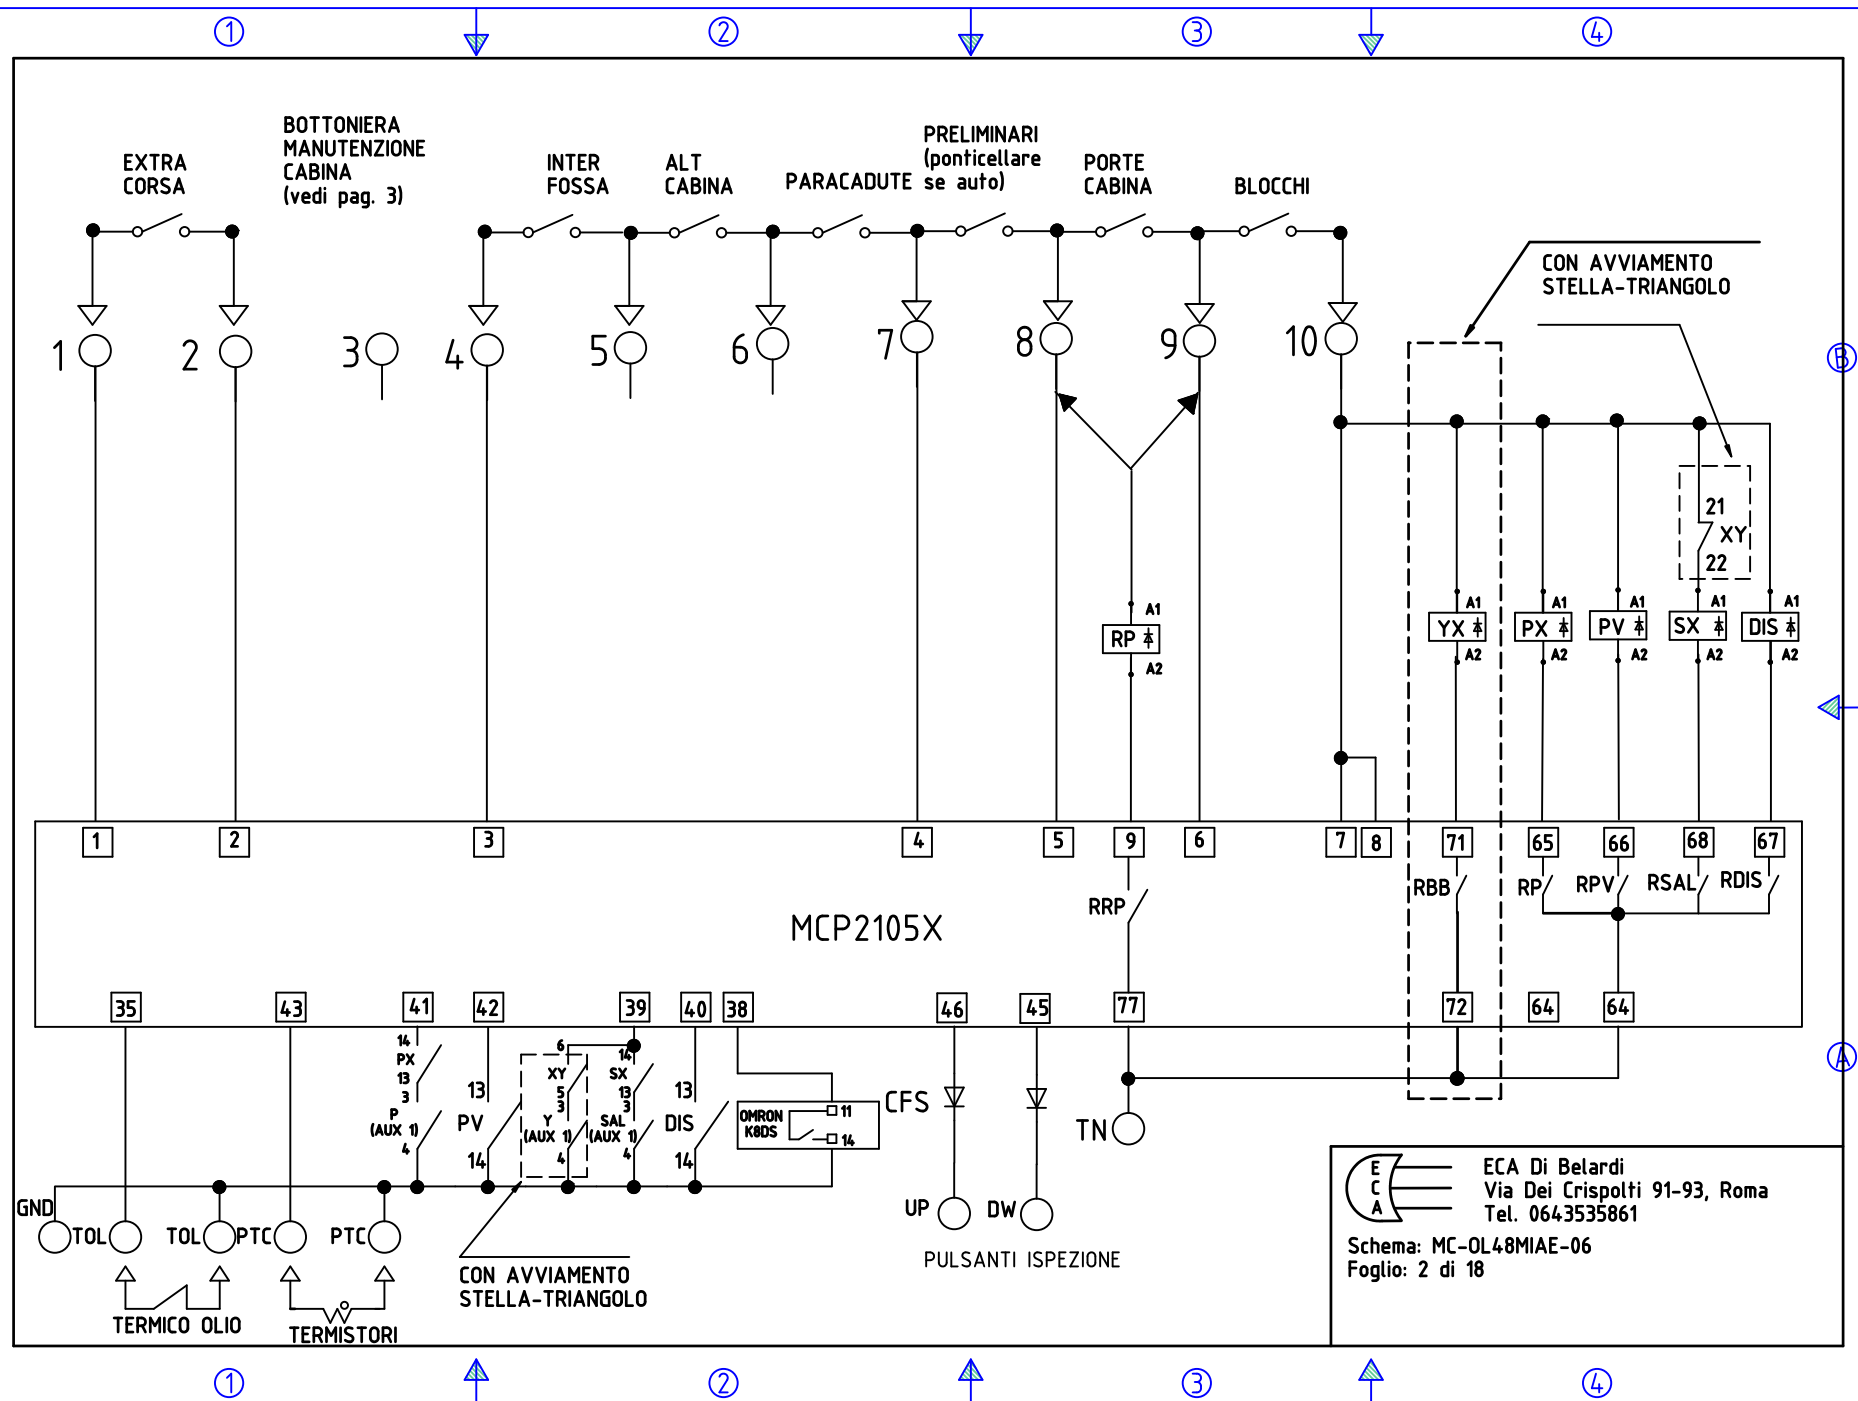 1 2 3 4
EXTRA
CORSA
BOTTONIERA
MANUTENZIONE
CABINA
(vedi pag. 3)
INTER
FOSSA
ALT
CABINA
PARACADUTE
PRELIMINARI
(ponticellare
se auto)
PORTE
CABINA
BLOCCHI
CON AVVIAMENTO
STELLA-TRIANGOLO
1 2 3 4 5 6 7 8 9 10
B
21
XY
22
A1
RP
A2
A1
YX
A2
A1
PX
A2
A1
PV
A2
A1
SX
A2
A1
DIS
A2
1 2 3 4 5 9 6 7 8 71 65 66 68 67
RRP
RBB
RP
RPV
RSAL
RDIS
MCP2105X
35 43 41 42 39 40 38 46 45 77 72 64 64
A
14
PX
13
3
P
(AUX 1)
4
13
PV
14
6
XY
5
3
Y
(AUX 1)
4
14
SX
13
3
SAL
(AUX 1)
4
13
DIS
14
OMRON
K8DS
11
14
CFS
TN
GND
TOL
TOL
PTC
PTC
UP
DW
PULSANTI ISPEZIONE
TERMICO OLIO
TERMISTORI
CON AVVIAMENTO
STELLA-TRIANGOLO
E
C
A
ECA Di Belardi
Via Dei Crispolti 91-93, Roma
Tel. 0643535861
Schema: MC-OL48MIAE-06
Foglio: 2 di 18
1 2 3 4